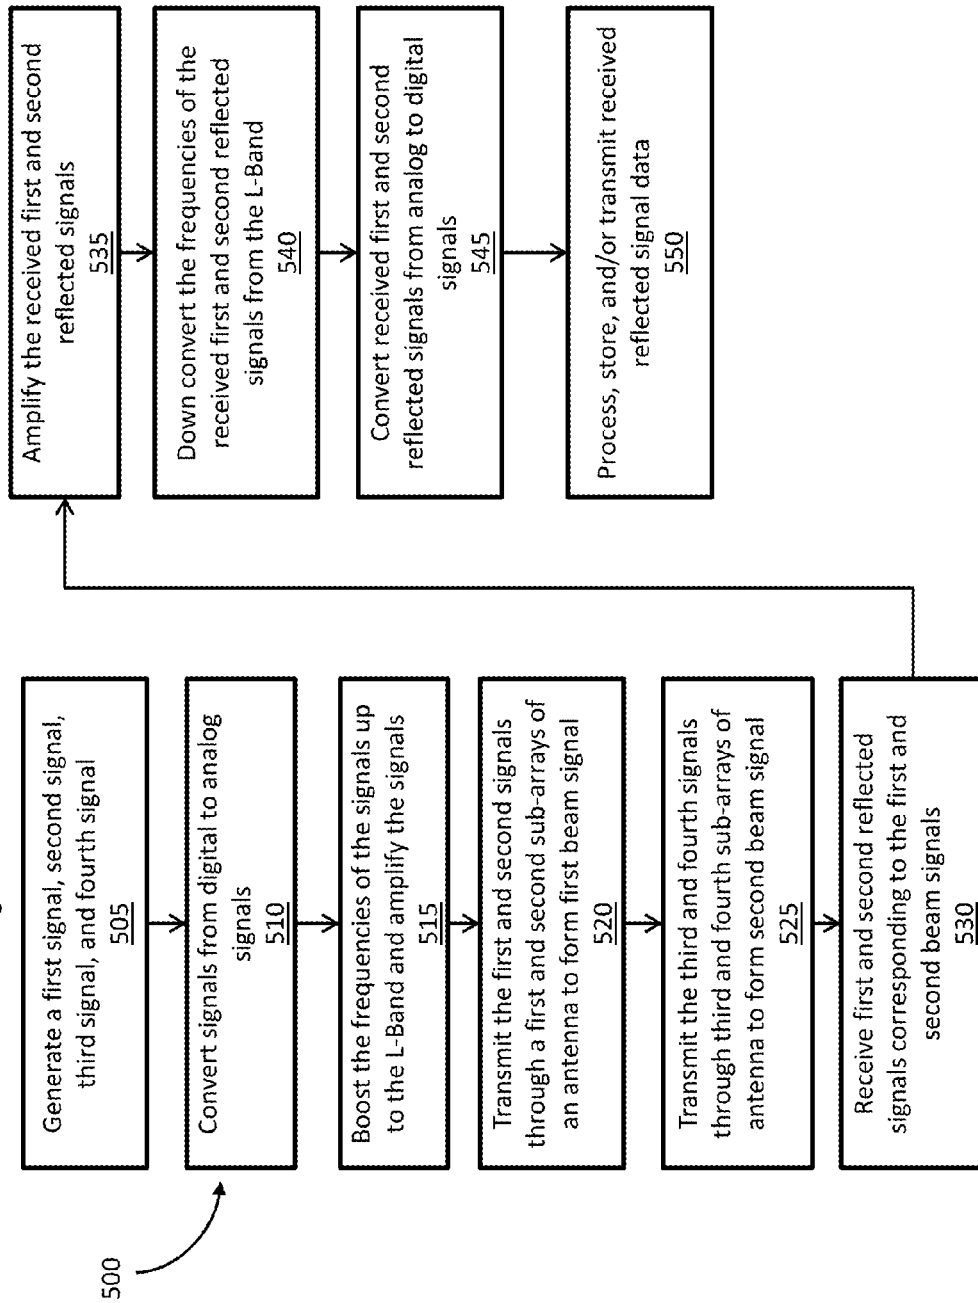 500
Generate a first signal, second signal,
third signal, and fourth signal
505
Convert signals from digital to analog
signals
510
Boost the frequencies of the signals up
to the L-Band and amplify the signals
515
Transmit the first and second signals
through a first and second sub-arrays of
an antenna to form first beam signal
520
Transmit the third and fourth signals
through third and fourth sub-arrays of
antenna to form second beam signal
525
Receive first and second reflected
signals corresponding to the first and
second beam signals
530
Amplify the received first and second
reflected signals
535
Down convert the frequencies of the
received first and second reflected
signals from the L-Band
540
Convert received first and second
reflected signals from analog to digital
signals
545
Process, store, and/or transmit received
reflected signal data
550